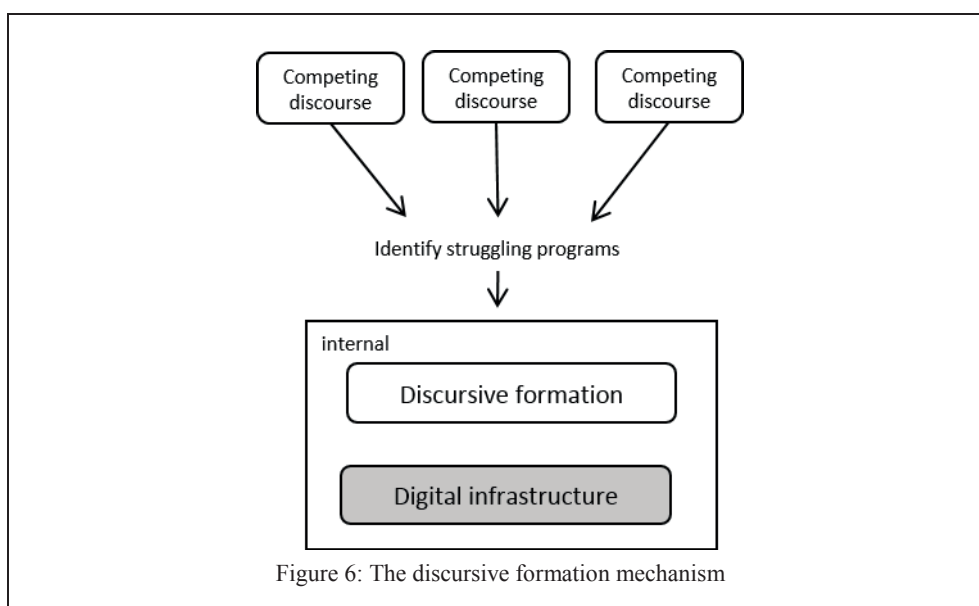 Competing
discourse
Competing
discourse
Competing
discourse
Identify struggling programs
internal
Discursive formation
Digital infrastructure
Figure 6: The discursive formation mechanism